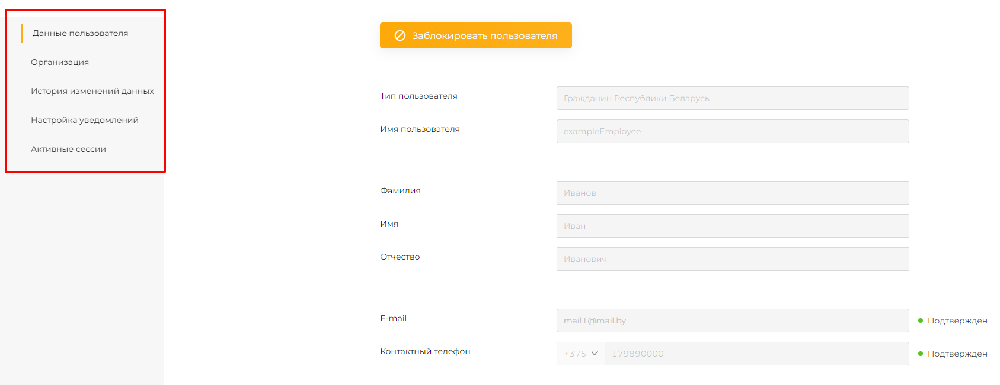 Данные пользователя
Организация
История изменений данных
Настройка уведомлений
Активные сессии
Заблокировать пользователя
Тип пользователя Гражданин Республики Беларусь
Имя пользователя exampleEmployee
Фамилия Иванов
Имя Иван
Отчество Иванович
E-mail mail1@mail.by Подтвержден
Контактный телефон +375 179890000 Подтвержден